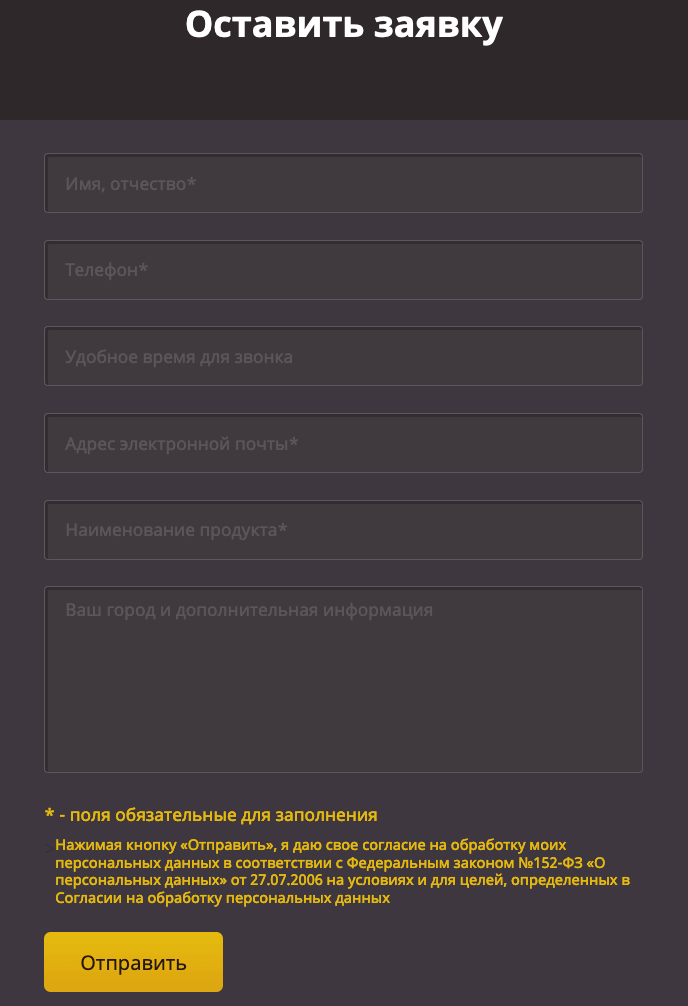 Оставить заявку
Имя, отчество*
Телефон*
Удобное время для звонка
Адрес электронной почты*
Наименование продукта*
Ваш город и дополнительная информация
* - поля обязательные для заполнения
Нажимая кнопку «Отправить», я даю свое согласие на обработку моих
персональных данных в соответствии с Федеральным законом №152-ФЗ «О
персональных данных» от 27.07.2006 на условиях и для целей, определенных в
Согласии на обработку персональных данных
Отправить